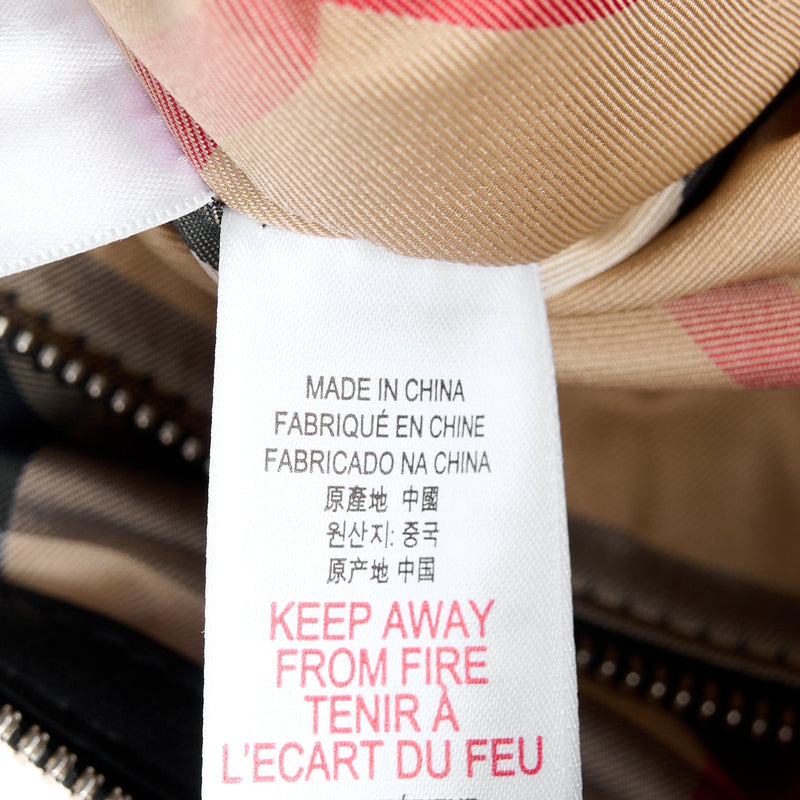 MADE IN CHINA
FABRIQUÉ EN CHINE
FABRICADO NA CHINA
原產地 中國
원산지: 중국
原产地 中国
KEEP AWAY
FROM FIRE
TENIR À
L'ECART DU FEU